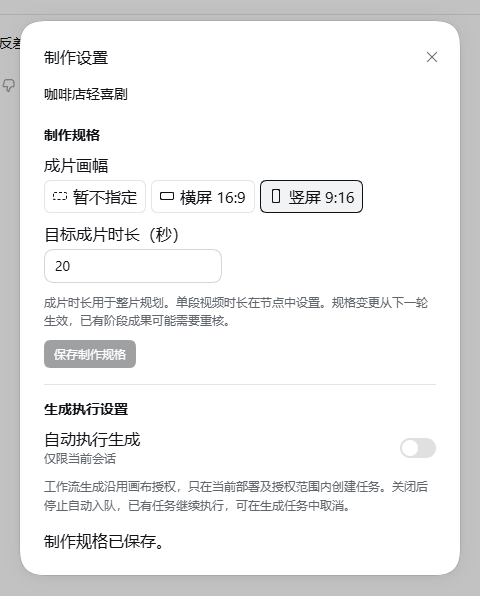 制作设置
反差
咖啡店轻喜剧
制作规格
成片画幅
暂不指定 横屏 16:9 竖屏 9:16
目标成片时长（秒）
20
成片时长用于整片规划。单段视频时长在节点中设置。规格变更从下一轮
生效，已有阶段成果可能需要重核。
保存制作规格
生成执行设置
自动执行生成
仅限当前会话
工作流生成沿用画布授权，只在当前部署及授权范围内创建任务。关闭后
停止自动入队，已有任务继续执行，可在生成任务中取消。
制作规格已保存。